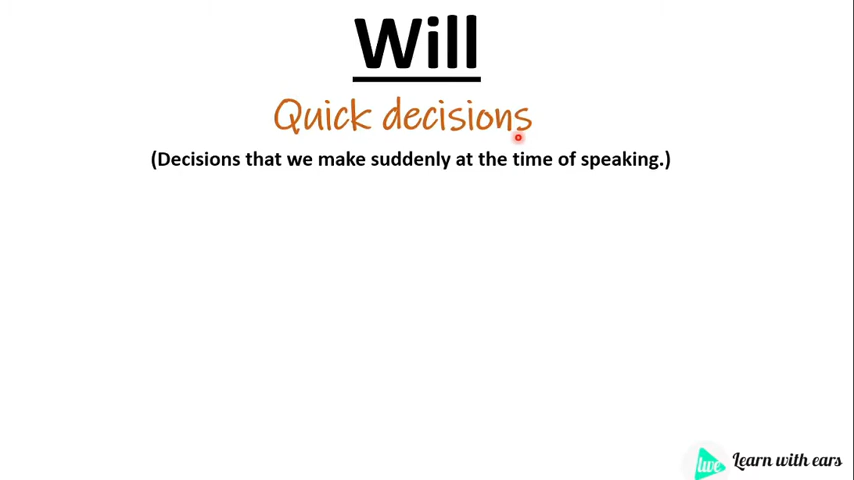 Will
Quick decisions
(Decisions that we make suddenly at the time of speaking.)
lwe
Learn with ears